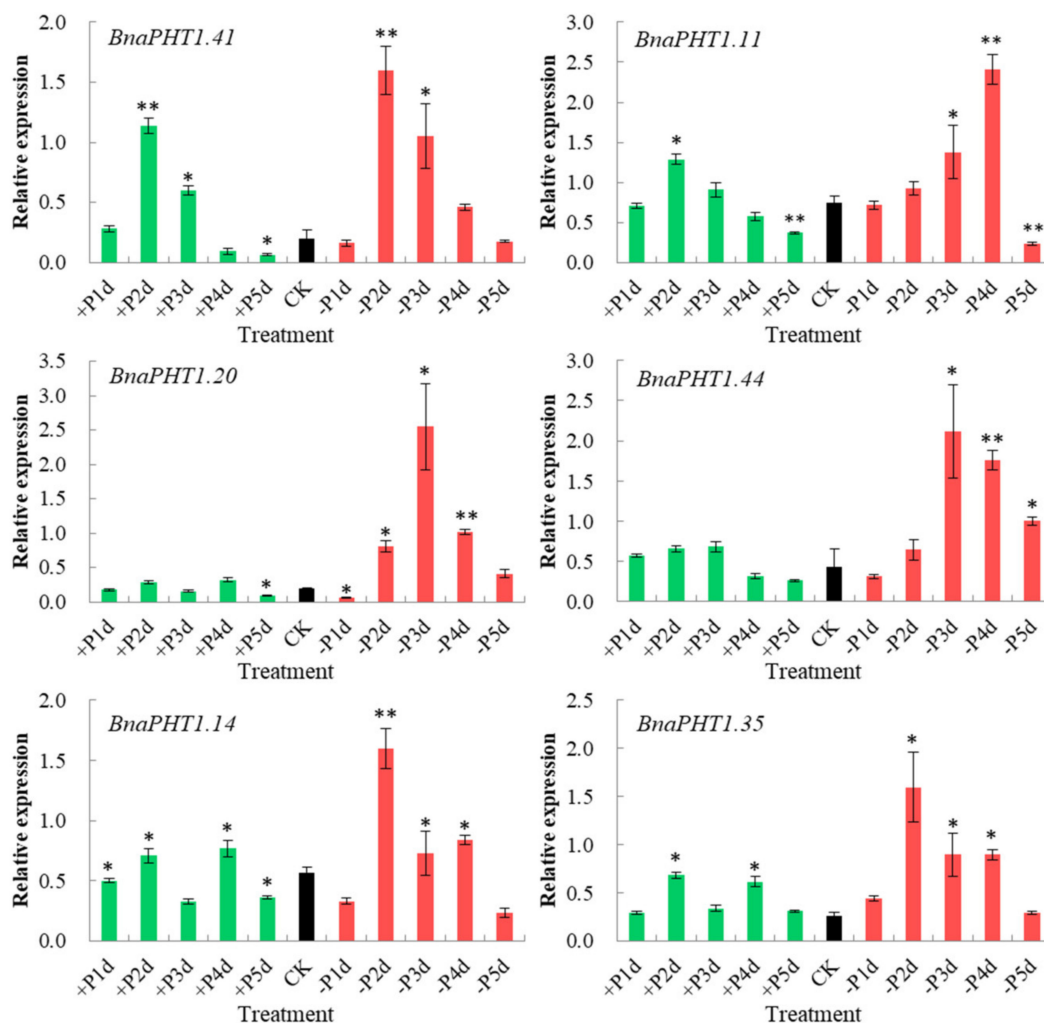 BnaPHT1.41
Relative expression
2.0
1.5
1.0
0.5
0.0
** * * ** *
+P1d +P2d +P3d +P4d +P5d CK -P1d -P2d -P3d -P4d -P5d
Treatment
BnaPHT1.11
Relative expression
3.0
2.5
2.0
1.5
1.0
0.5
0.0
* ** * ** **
+P1d +P2d +P3d +P4d +P5d CK -P1d -P2d -P3d -P4d -P5d
Treatment
BnaPHT1.20
Relative expression
3.5
3.0
2.5
2.0
1.5
1.0
0.5
0.0
* * * * **
+P1d +P2d +P3d +P4d +P5d CK -P1d -P2d -P3d -P4d -P5d
Treatment
BnaPHT1.44
Relative expression
3.0
2.5
2.0
1.5
1.0
0.5
0.0
* ** *
+P1d +P2d +P3d +P4d +P5d CK -P1d -P2d -P3d -P4d -P5d
Treatment
BnaPHT1.14
Relative expression
2.0
1.5
1.0
0.5
0.0
* * * * ** * *
+P1d +P2d +P3d +P4d +P5d CK -P1d -P2d -P3d -P4d -P5d
Treatment
BnaPHT1.35
Relative expression
2.5
2.0
1.5
1.0
0.5
0.0
* * * * *
+P1d +P2d +P3d +P4d +P5d CK -P1d -P2d -P3d -P4d -P5d
Treatment